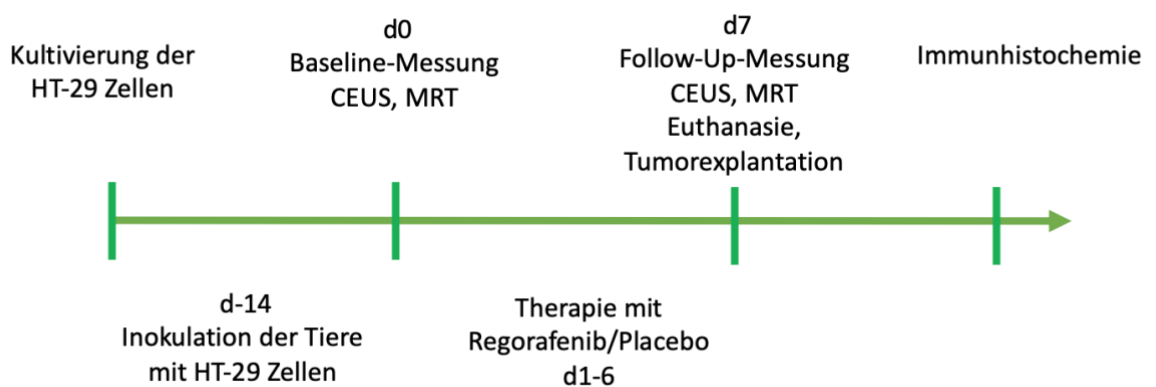 Kultivierung der
HT-29 Zellen
d0
Baseline-Messung
CEUS, MRT
d7
Follow-Up-Messung
CEUS, MRT
Euthanasie,
Tumorexplantation
Immunhistochemie
d-14
Inokulation der Tiere
mit HT-29 Zellen
Therapie mit
Regorafenib/Placebo
d1-6